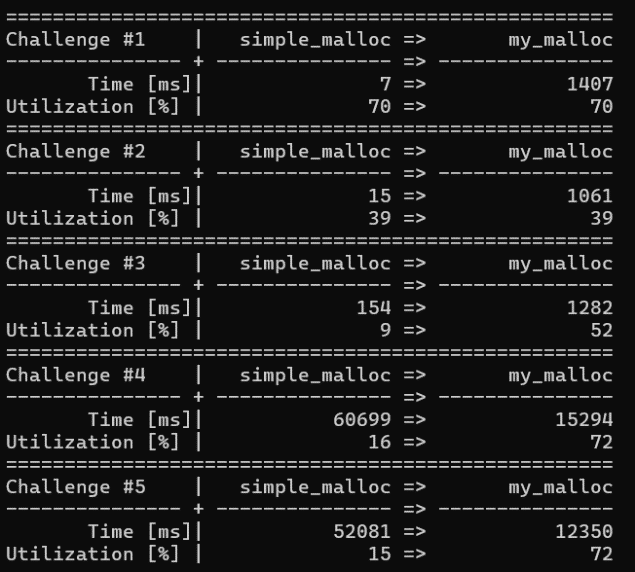 ====================================================
Challenge #1    |   simple_malloc =>       my_malloc
--------------- + --------------- => ---------------
       Time [ms]|               7 =>            1407
Utilization [%] |              70 =>              70
====================================================
Challenge #2    |   simple_malloc =>       my_malloc
--------------- + --------------- => ---------------
       Time [ms]|              15 =>            1061
Utilization [%] |              39 =>              39
====================================================
Challenge #3    |   simple_malloc =>       my_malloc
--------------- + --------------- => ---------------
       Time [ms]|             154 =>            1282
Utilization [%] |               9 =>              52
====================================================
Challenge #4    |   simple_malloc =>       my_malloc
--------------- + --------------- => ---------------
       Time [ms]|           60699 =>           15294
Utilization [%] |              16 =>              72
====================================================
Challenge #5    |   simple_malloc =>       my_malloc
--------------- + --------------- => ---------------
       Time [ms]|           52081 =>           12350
Utilization [%] |              15 =>              72